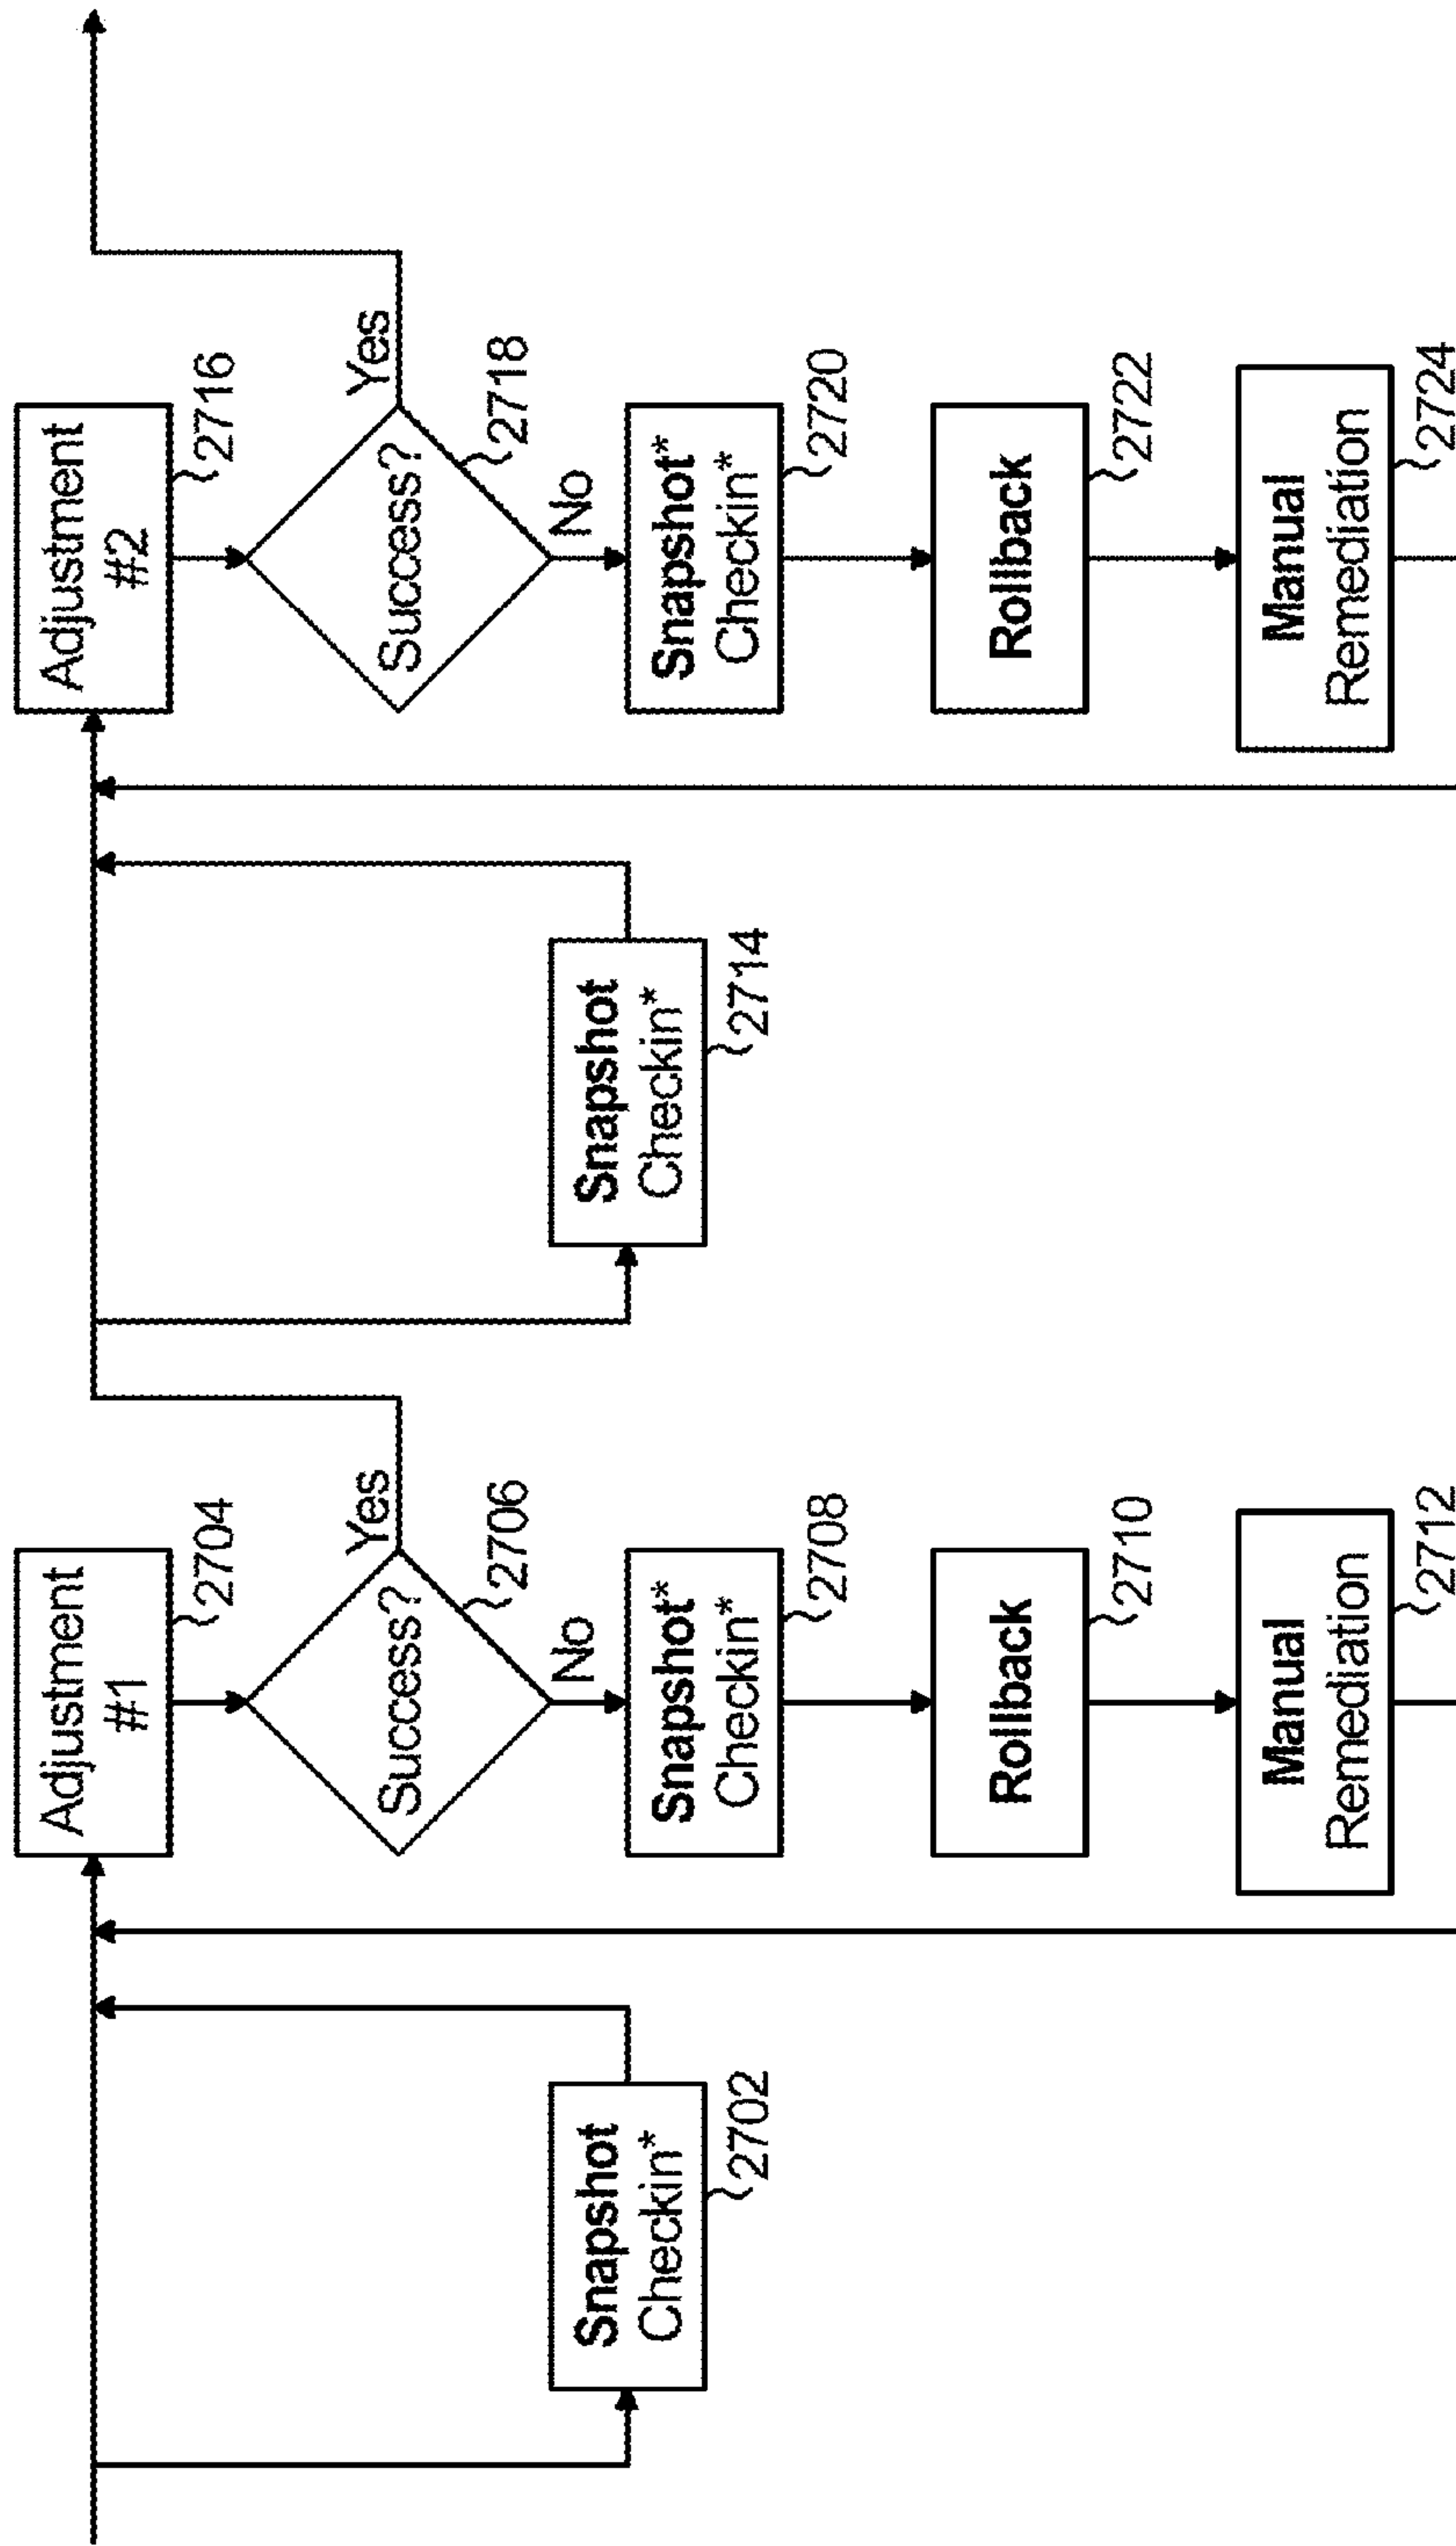 Snapshot
Checkin*
2702
Adjustment
#1
2704
Success?
Yes
2706
No
Snapshot*
Checkin*
2708
Rollback
2710
Manual
Remediation
2712
Snapshot
Checkin*
2714
Adjustment
#2
2716
Success?
Yes
2718
No
Snapshot*
Checkin*
2720
Rollback
2722
Manual
Remediation
2724